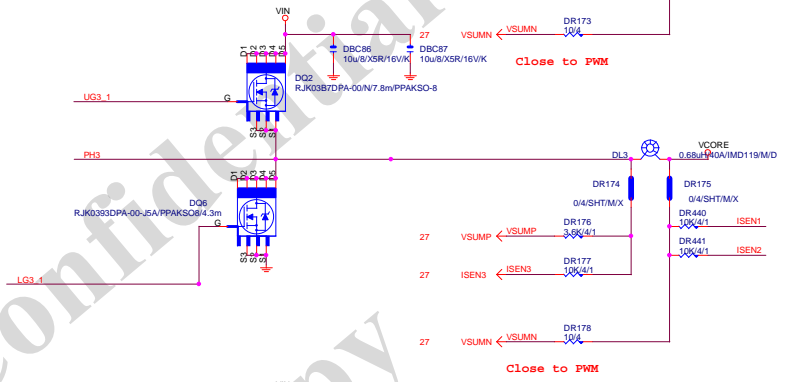 VIN
27 VSUMN VSUMN DR173
10/4
Close to PWM
D1 D2 D3 D4 D5
DBC86
10u/8/X5R/16V/K
DBC87
10u/8/X5R/16V/K
DQ2
RJK03B7DPA-00/N/7.8m/PPAKSO-8
UG3_1
G
S3 S2 S1
PH3
DL3
VCORE
0.68uH/40A/IMD119/M/D
D1 D2 D3 D4 D5
DR174
0/4/SHT/M/X
DR175
0/4/SHT/M/X
DQ6
RJK0393DPA-00-J5A/PPAKSO8/4.3m
G
DR440
10K/4/1
ISEN1
27 VSUMP VSUMP DR176
3.6K/4/1
DR441
10K/4/1
ISEN2
S3 S2 S1
27 ISEN3 ISEN3 DR177
10K/4/1
LG3_1
27 VSUMN VSUMN DR178
10/4
Close to PWM
Confidential